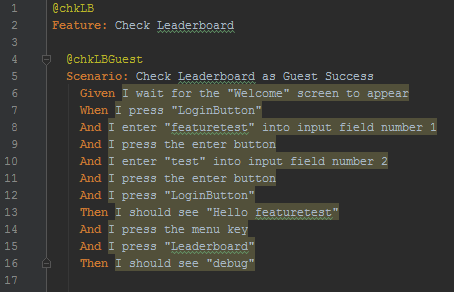 1 @chkLB
2 Feature: Check Leaderboard
3
4 @chkLBGuest
5 Scenario: Check Leaderboard as Guest Success
6 Given I wait for the "Welcome" screen to appear
7 When I press "LoginButton"
8 And I enter "featuretest" into input field number 1
9 And I press the enter button
10 And I enter "test" into input field number 2
11 And I press the enter button
12 And I press "LoginButton"
13 Then I should see "Hello featuretest"
14 And I press the menu key
15 And I press "Leaderboard"
16 Then I should see "debug"
17